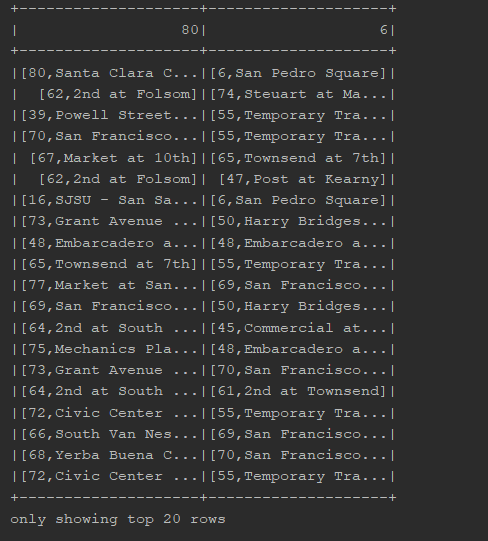 +--------------------+--------------------+
|                  80|                   6|
+--------------------+--------------------+
|[80,Santa Clara C...|[6,San Pedro Square]|
|  [62,2nd at Folsom]|[74,Steuart at Ma...|
|[39,Powell Street...|[55,Temporary Tra...|
|[70,San Francisco...|[55,Temporary Tra...|
| [67,Market at 10th]|[65,Townsend at 7th]|
|  [62,2nd at Folsom]| [47,Post at Kearny]|
|[16,SJSU - San Sa...|[6,San Pedro Square]|
|[73,Grant Avenue ...|[50,Harry Bridges...|
|[48,Embarcadero a...|[48,Embarcadero a...|
|[65,Townsend at 7th]|[55,Temporary Tra...|
|[77,Market at San...|[69,San Francisco...|
|[69,San Francisco...|[50,Harry Bridges...|
|[64,2nd at South ...|[45,Commercial at...|
|[75,Mechanics Pla...|[48,Embarcadero a...|
|[73,Grant Avenue ...|[70,San Francisco...|
|[64,2nd at South ...|[61,2nd at Townsend]|
|[72,Civic Center ...|[55,Temporary Tra...|
|[66,South Van Nes...|[69,San Francisco...|
|[68,Yerba Buena C...|[70,San Francisco...|
|[72,Civic Center ...|[55,Temporary Tra...|
+--------------------+--------------------+
only showing top 20 rows